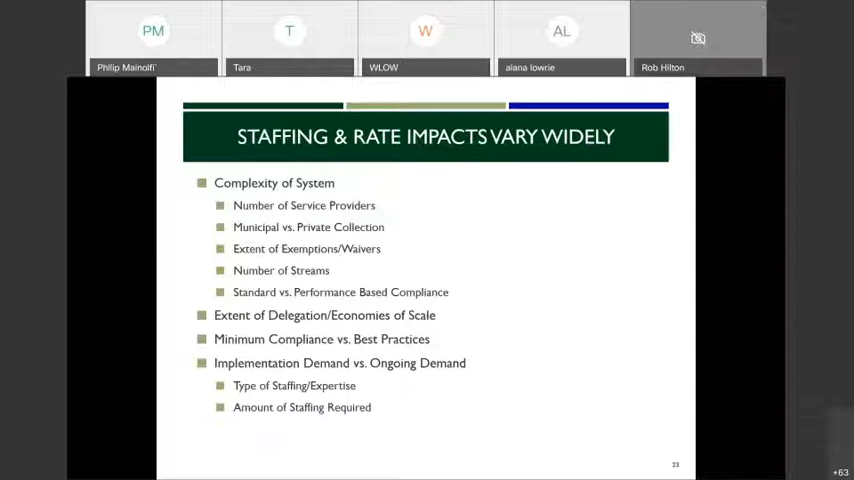 PM
T
W
AL
Philip Mainolfi
Tara
WLOW
alana lowrie
Rob Hilton
STAFFING & RATE IMPACTS VARY WIDELY
Complexity of System
Number of Service Providers
Municipal vs. Private Collection
Extent of Exemptions/Waivers
Number of Streams
Standard vs. Performance Based Compliance
Extent of Delegation/Economies of Scale
Minimum Compliance vs. Best Practices
Implementation Demand vs. Ongoing Demand
Type of Staffing/Expertise
Amount of Staffing Required
23
+63